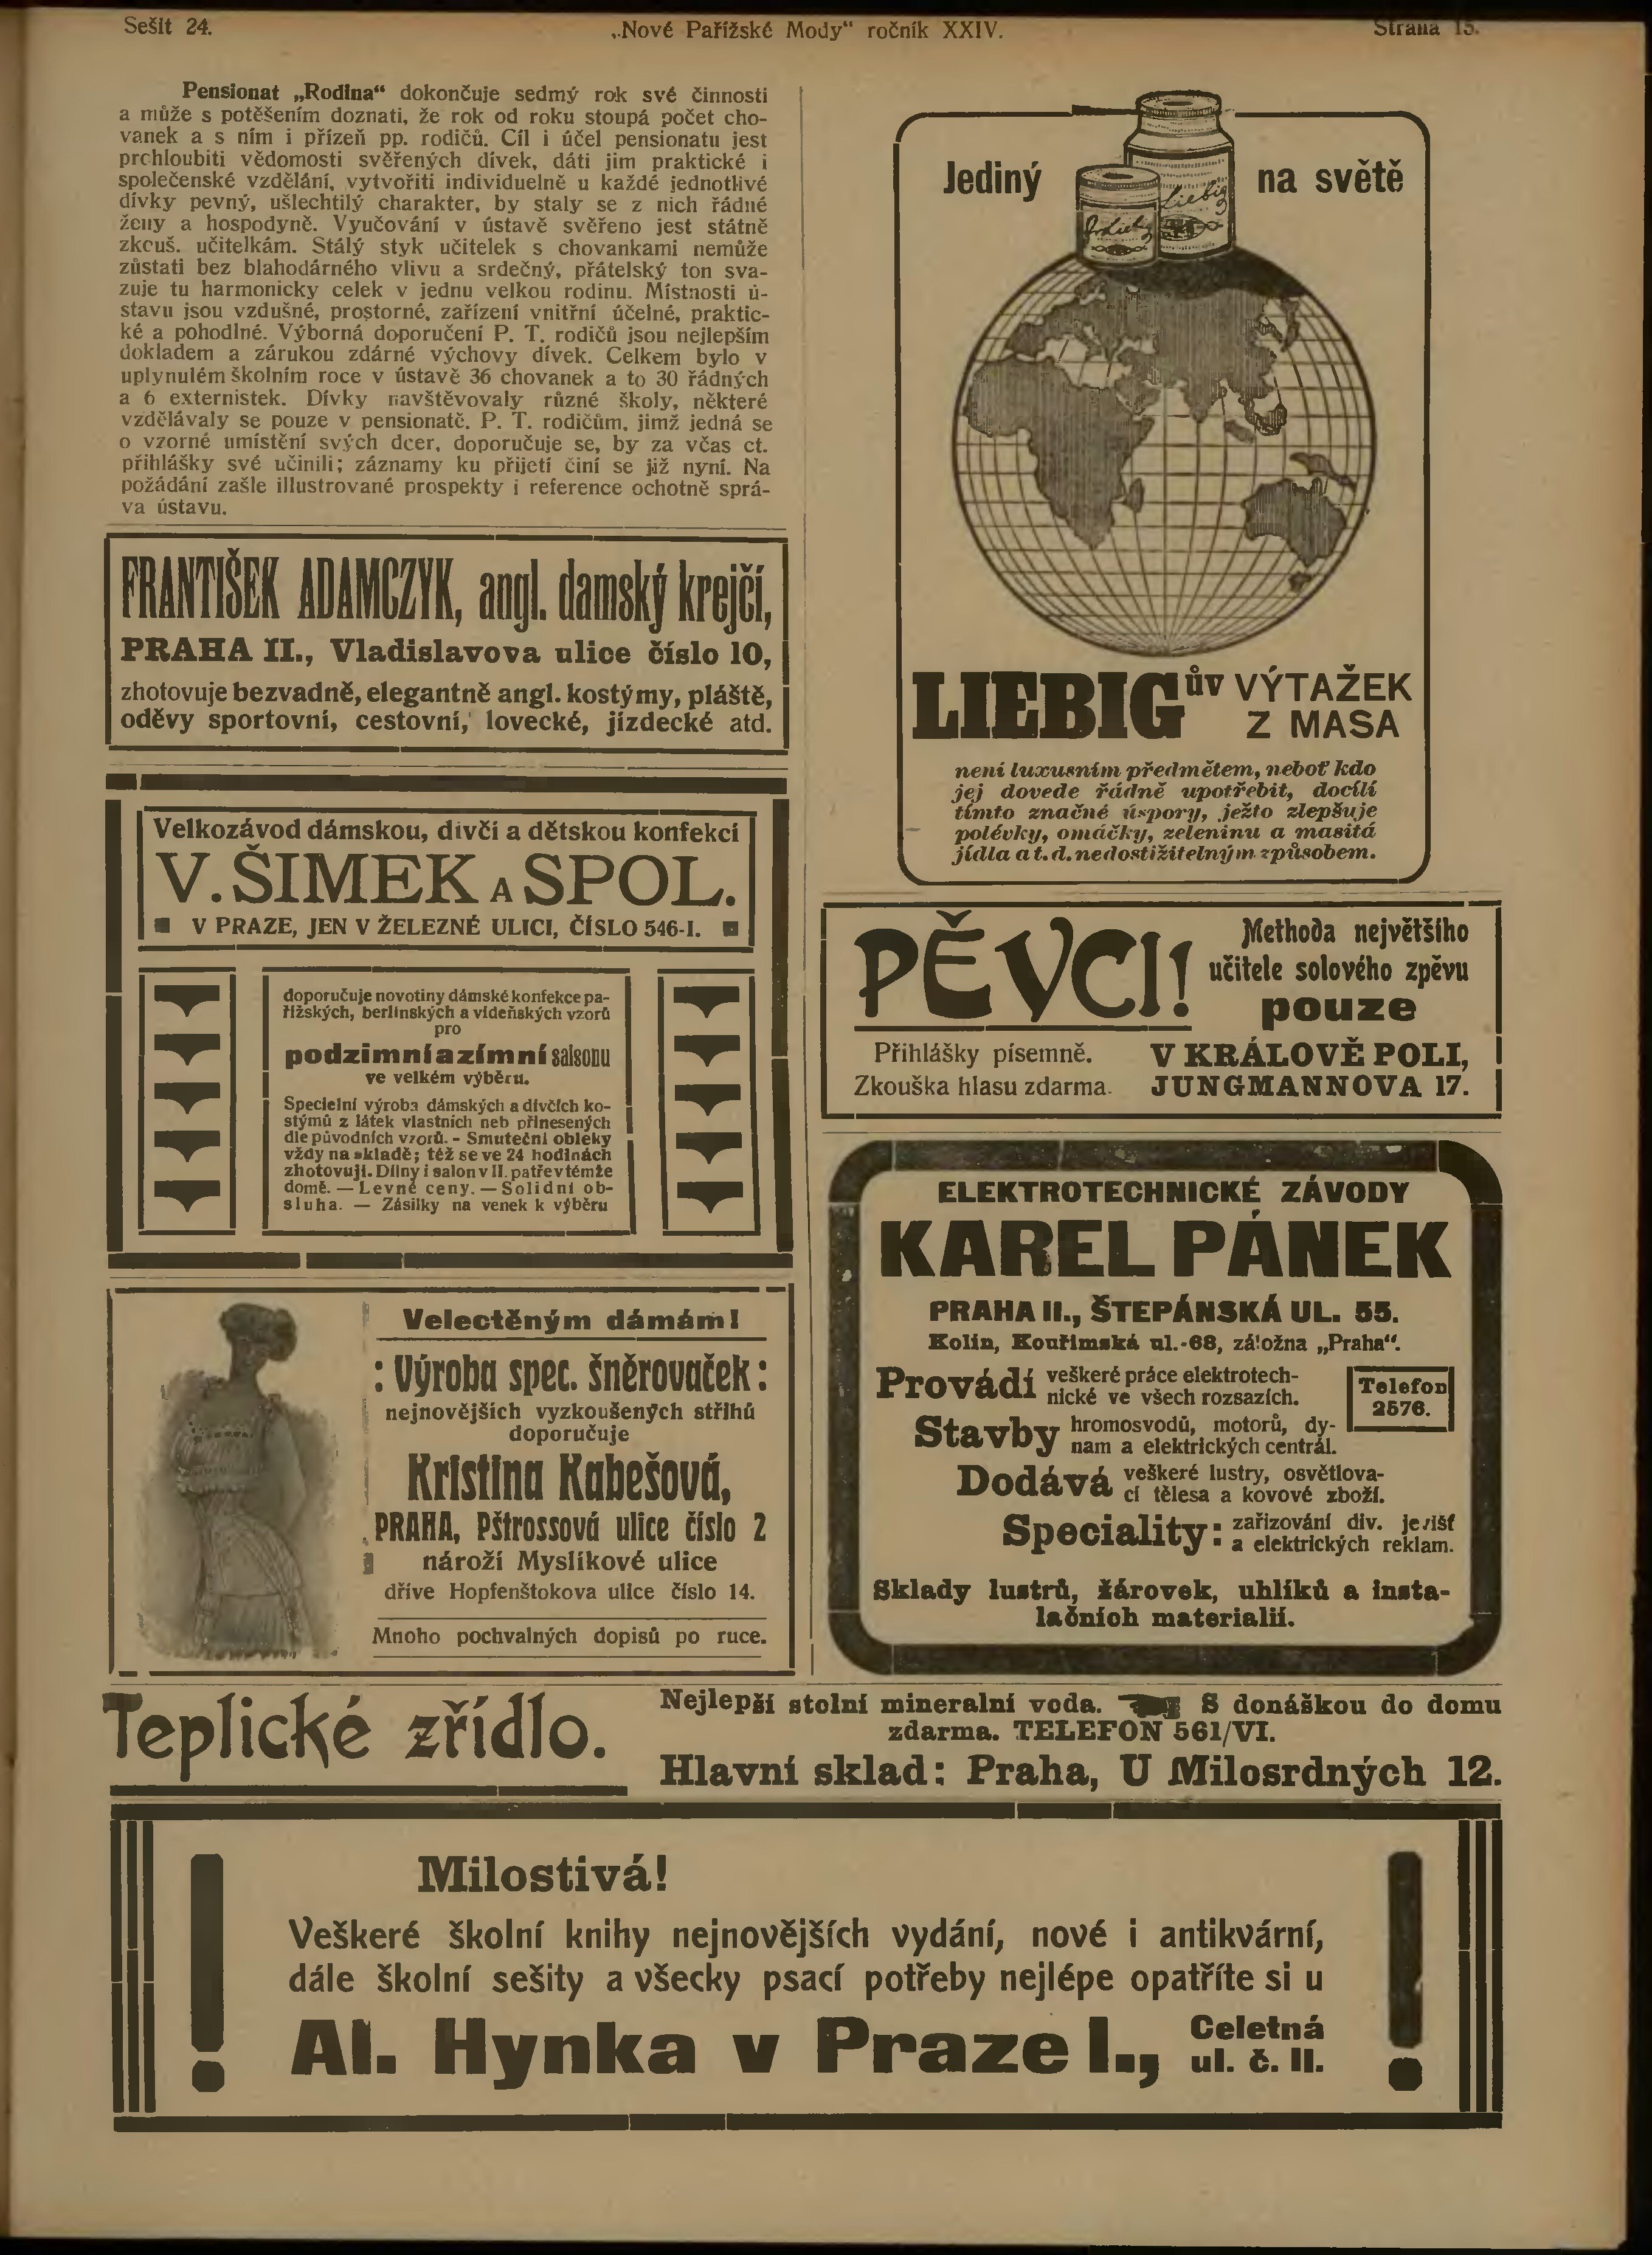 Sešit 24.
„Nové Pařížské Mody“ ročník XXIV.
Strana 15.
Pensionat „Rodina“ dokončuje sedmý rok své činnosti
a může s potěšením doznati, že rok od roku stoupá počet cho-
vanek a s ním i přízeň pp. rodičů. Cíl i účel pensionatu jest
prohloubiti vědomosti svěřených dívek, dáti jim praktické i
společenské vzdělání, vytvořiti individuelně u každé jednotlivé
dívky pevný, ušlechtilý charakter, by staly se z nich řádné
ženy a hospodyně. Vyučování v ústavě svěřeno jest státně
zkouš. učitelkám. Stálý styk učitelek s chovankami nemůže
zůstati bez blahodárného vlivu a srdečný, přátelský ton sva-
zuje tu harmonicky celek v jednu velkou rodinu. Místnosti ú-
stavu jsou vzdušné, prostorné, zařízení vnitřní účelné, praktic-
ké a pohodlné. Výborná doporučení P. T. rodičů jsou nejlepším
dokladem a zárukou zdárné výchovy dívek. Celkem bylo v
uplynulém školním roce v ústavě 36 chovanek a to 30 řádných
a 6 externistek. Dívky navštěvovaly různé školy, některé
vzdělávaly se pouze v pensionatě. P. T. rodičům, jimž jedná se
o vzorné umístění svých dcer, doporučuje se, by za včas ct.
přihlášky své učinili; záznamy ku přijetí činí se již nyní. Na
požádání zašle illustrované prospekty i reference ochotně sprá-
va ústavu.
FRANTIŠEK ADAMCZYK, angl. damský krejčí,
PRAHA II., Vladislavova ulice číslo 10,
zhotovuje bezvadně, elegantně angl. kostýmy, pláště,
oděvy sportovní, cestovní, lovecké, jízdecké atd.
Velkozávod dámskou, dívčí a dětskou konfekcí
V. ŠIMEK A SPOL.
V PRAZE, JEN V ŽELEZNÉ ULICI, ČÍSLO 546-I.
doporučuje novotiny dámské konfekce pa-
řížských, berlínských a vídeňských vzorů
pro
podzimní a zimní saisonu
ve velkém výběru.
Specielní výroba dámských a dívčích ko-
stýmů z látek vlastních neb přinesených
dle původních vzorů. - Smuteční obleky
vždy na skladě; též se ve 24 hodinách
zhotovují. Dílny i salon v II. patře v témže
domě. — Levné ceny. — Solidní ob-
sluha. — Zásilky na venek k výběru
Velectěným dámám!
: Výroba spec. šněrovaček :
nejnovějších vyzkoušených střihů
doporučuje
Kristina Kabešová,
PRAHA, Pštrossová ulice číslo 2
nároží Myslíkové ulice
dříve Hopfenštokova ulice číslo 14.
Mnoho pochvalných dopisů po ruce.
Jediný
na světě
Liebig
LIEBIGův VÝTAŽEK
Z MASA
není luxusním předmětem, neboť kdo
jej dovede řádně upotřebit, docílí
tímto značné úspory, ježto zlepšuje
polévky, omáčky, zeleninu a masitá
jídla a t. d. nedostižitelným způsobem.
PĚVCI!
Methoda největšího
učitele solového zpěvu
pouze
Přihlášky písemně.
Zkouška hlasu zdarma.
V KRÁLOVĚ POLI,
JUNGMANNOVA 17.
ELEKTROTECHNICKÉ ZÁVODY
KAREL PÁNEK
PRAHA II., ŠTEPÁNSKÁ UL. 55.
Kolín, Kouřimská ul. 68, záložna „Praha“.
Provádí veškeré práce elektrotech-
nické ve všech rozsazích.
Telefon
2576.
Stavby hromosvodů, motorů, dy-
nam a elektrických centrál.
Dodává veškeré lustry, osvětlova-
cí tělesa a kovové zboží.
Speciality: zařizování div. jevišť
a elektrických reklam.
Sklady lustrů, žárovek, uhlíků a insta-
lačních materialií.
Teplické zřídlo.
Nejlepší stolní mineralní voda. S donáškou do domu
zdarma. TELEFON 561/VI.
Hlavní sklad: Praha, U Milosrdných 12.
! Milostivá! !
Veškeré školní knihy nejnovějších vydání, nové i antikvární,
dále školní sešity a všecky psací potřeby nejlépe opatříte si u
Al. Hynka v Praze I., Celetná
ul. č. 11.